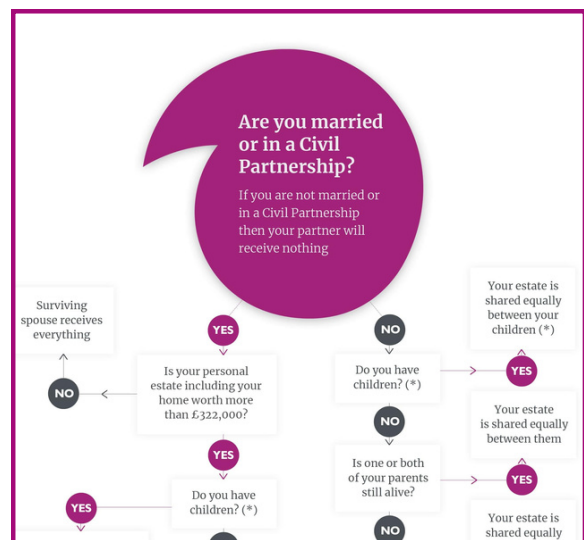 Are you married
or in a Civil
Partnership?
If you are not married or
in a Civil Partnership
then your partner will
receive nothing
Surviving
spouse receives
everything
YES
NO
Your estate is
shared equally
between your
children (*)
NO
Is your personal
estate including your
home worth more
than £322,000?
Do you have
children? (*)
YES
NO
Your estate
is shared equally
between them
YES
Is one or both
of your parents
still alive?
YES
YES
Do you have
children? (*)
NO
Your estate is
shared equally